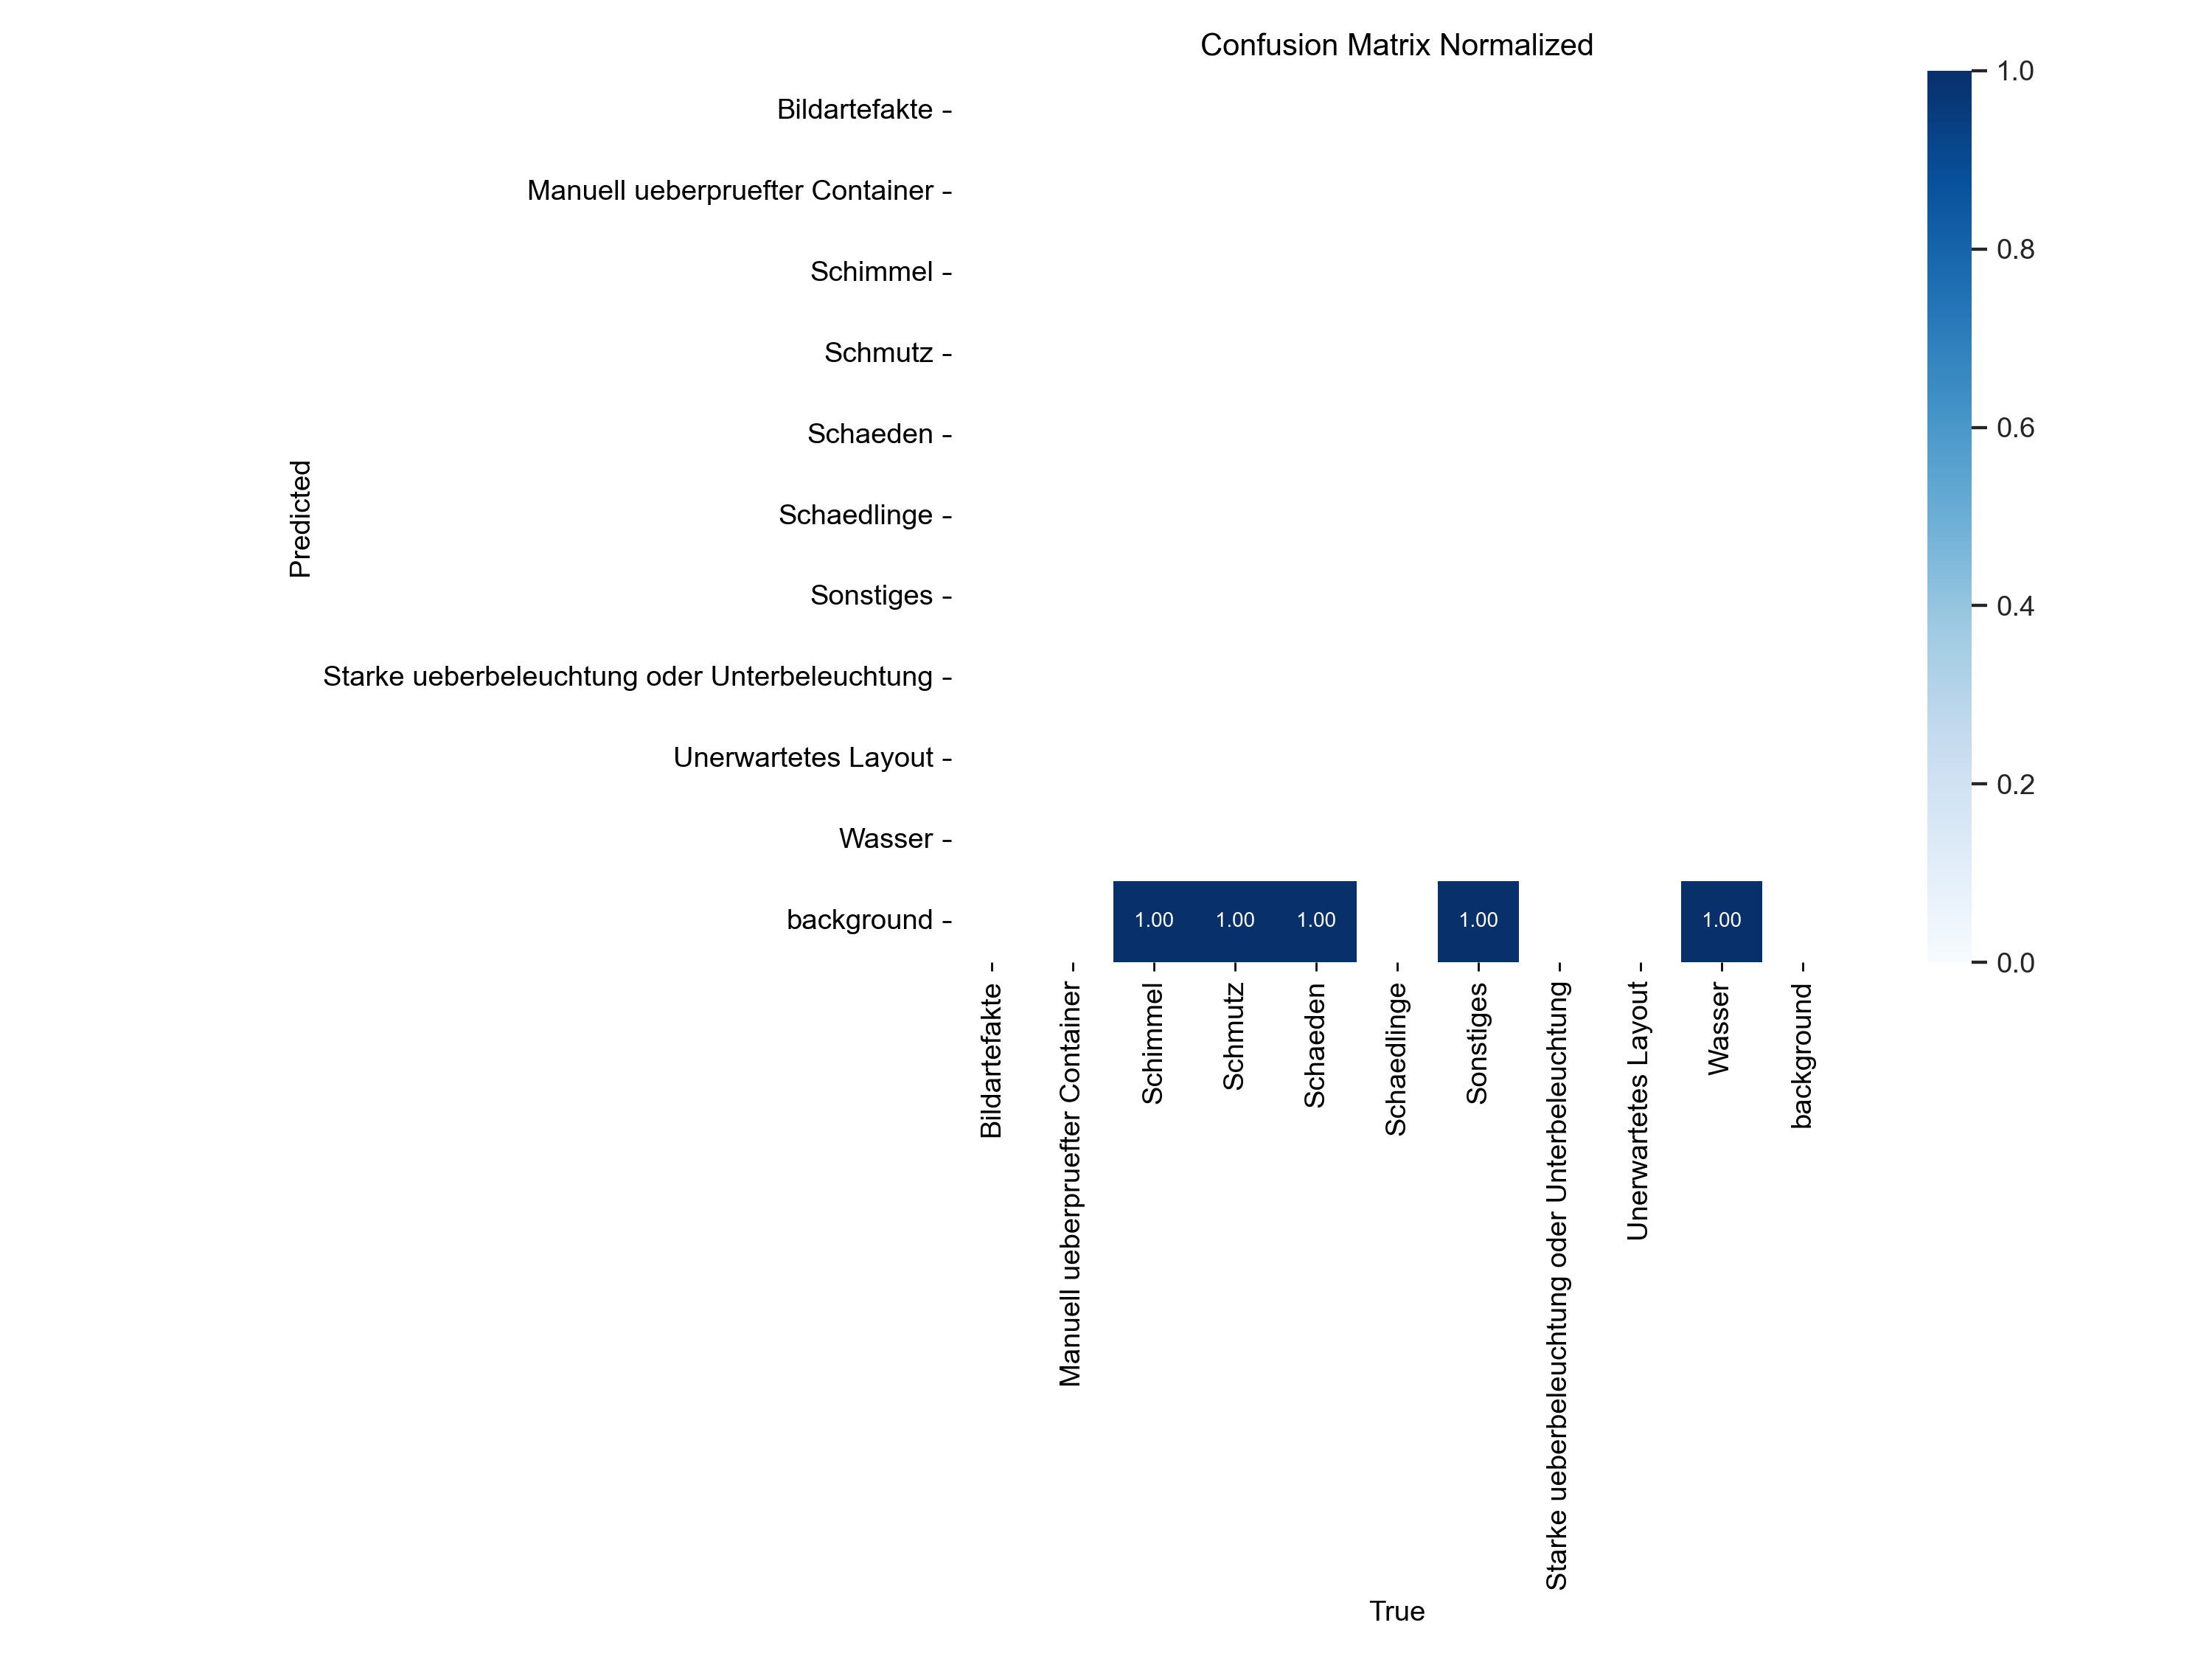 Confusion Matrix Normalized
Bildartefakte
Manuell ueberpruefter Container
Schimmel
Schmutz
Schaeden
Schaedlinge
Sonstiges
Starke ueberbeleuchtung oder Unterbeleuchtung
Unerwartetes Layout
Wasser
background
Predicted
1.00 1.00 1.00 1.00 1.00
Bildartefakte
Manuell ueberpruefter Container
Schimmel
Schmutz
Schaeden
Schaedlinge
Sonstiges
Starke ueberbeleuchtung oder Unterbeleuchtung
Unerwartetes Layout
Wasser
background
True
1.0
0.8
0.6
0.4
0.2
0.0